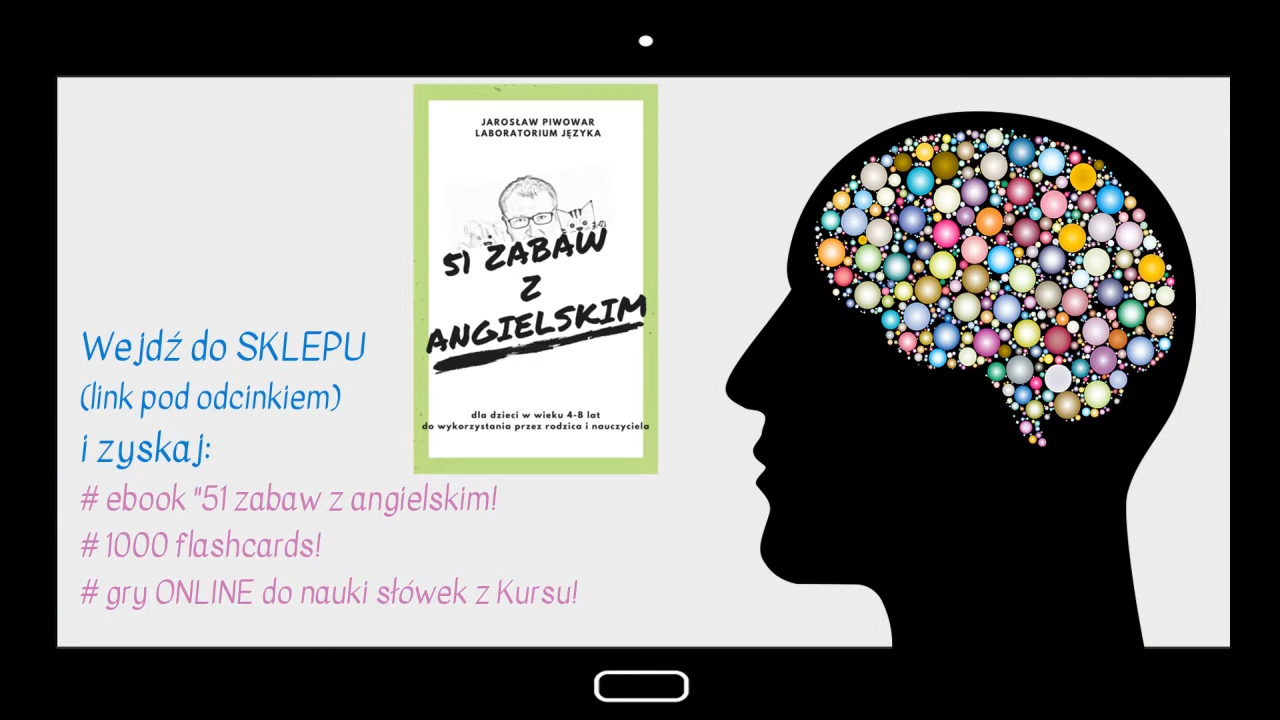 JAROSŁAW PIWOWAR
LABORATORIUM JĘZYKA
51 ZABAW
Z
ANGIELSKIM
dla dzieci w wieku 4-8 lat
do wykorzystania przez rodzica i nauczyciela
Wejdź do SKLEPU
(link pod odcinkiem)
i zyskaj:
# ebook "51 zabaw z angielskim!
# 1000 flashcards!
# gry ONLINE do nauki słówek z Kursu!